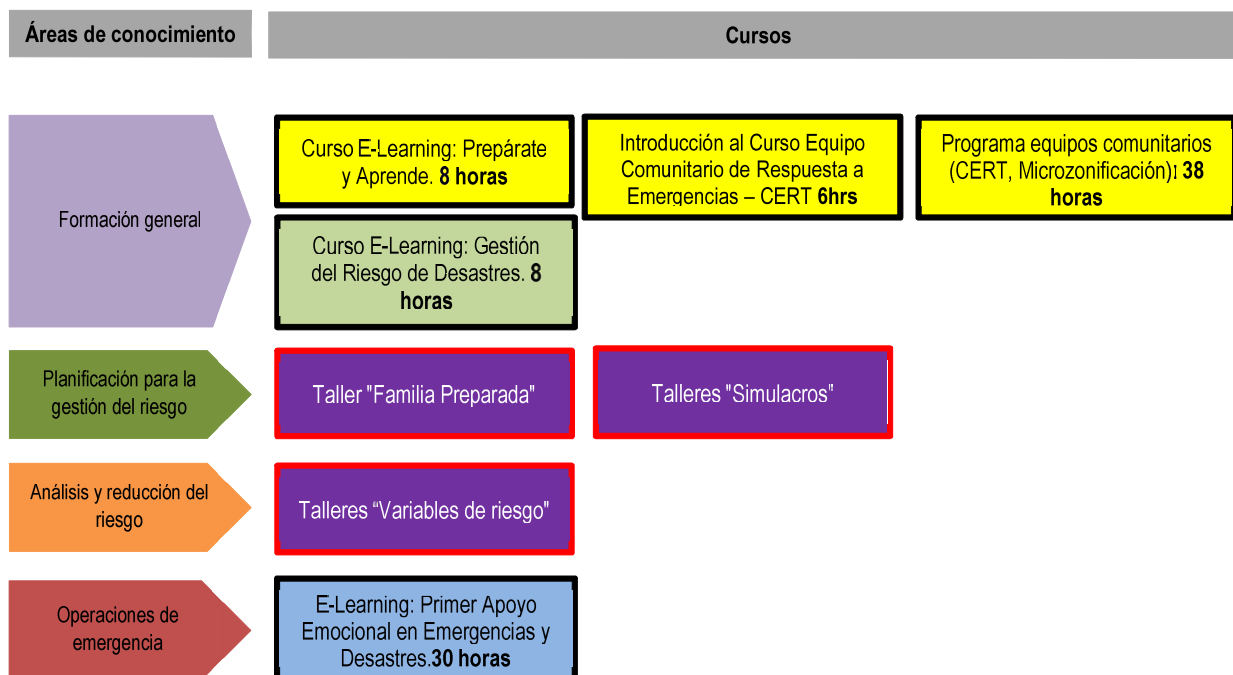 Áreas de conocimiento
Cursos
Formación general
Curso E-Learning: Prepárate
y Aprende. 8 horas
Introducción al Curso Equipo
Comunitario de Respuesta a
Emergencias – CERT 6hrs
Programa equipos comunitarios
(CERT, Microzonificación): 38
horas
Curso E-Learning: Gestión
del Riesgo de Desastres. 8
horas
Planificación para la
gestión del riesgo
Taller "Familia Preparada"
Talleres "Simulacros”
Análisis y reducción del
riesgo
Talleres “Variables de riesgo"
Operaciones de
emergencia
E-Learning: Primer Apoyo
Emocional en Emergencias y
Desastres.30 horas